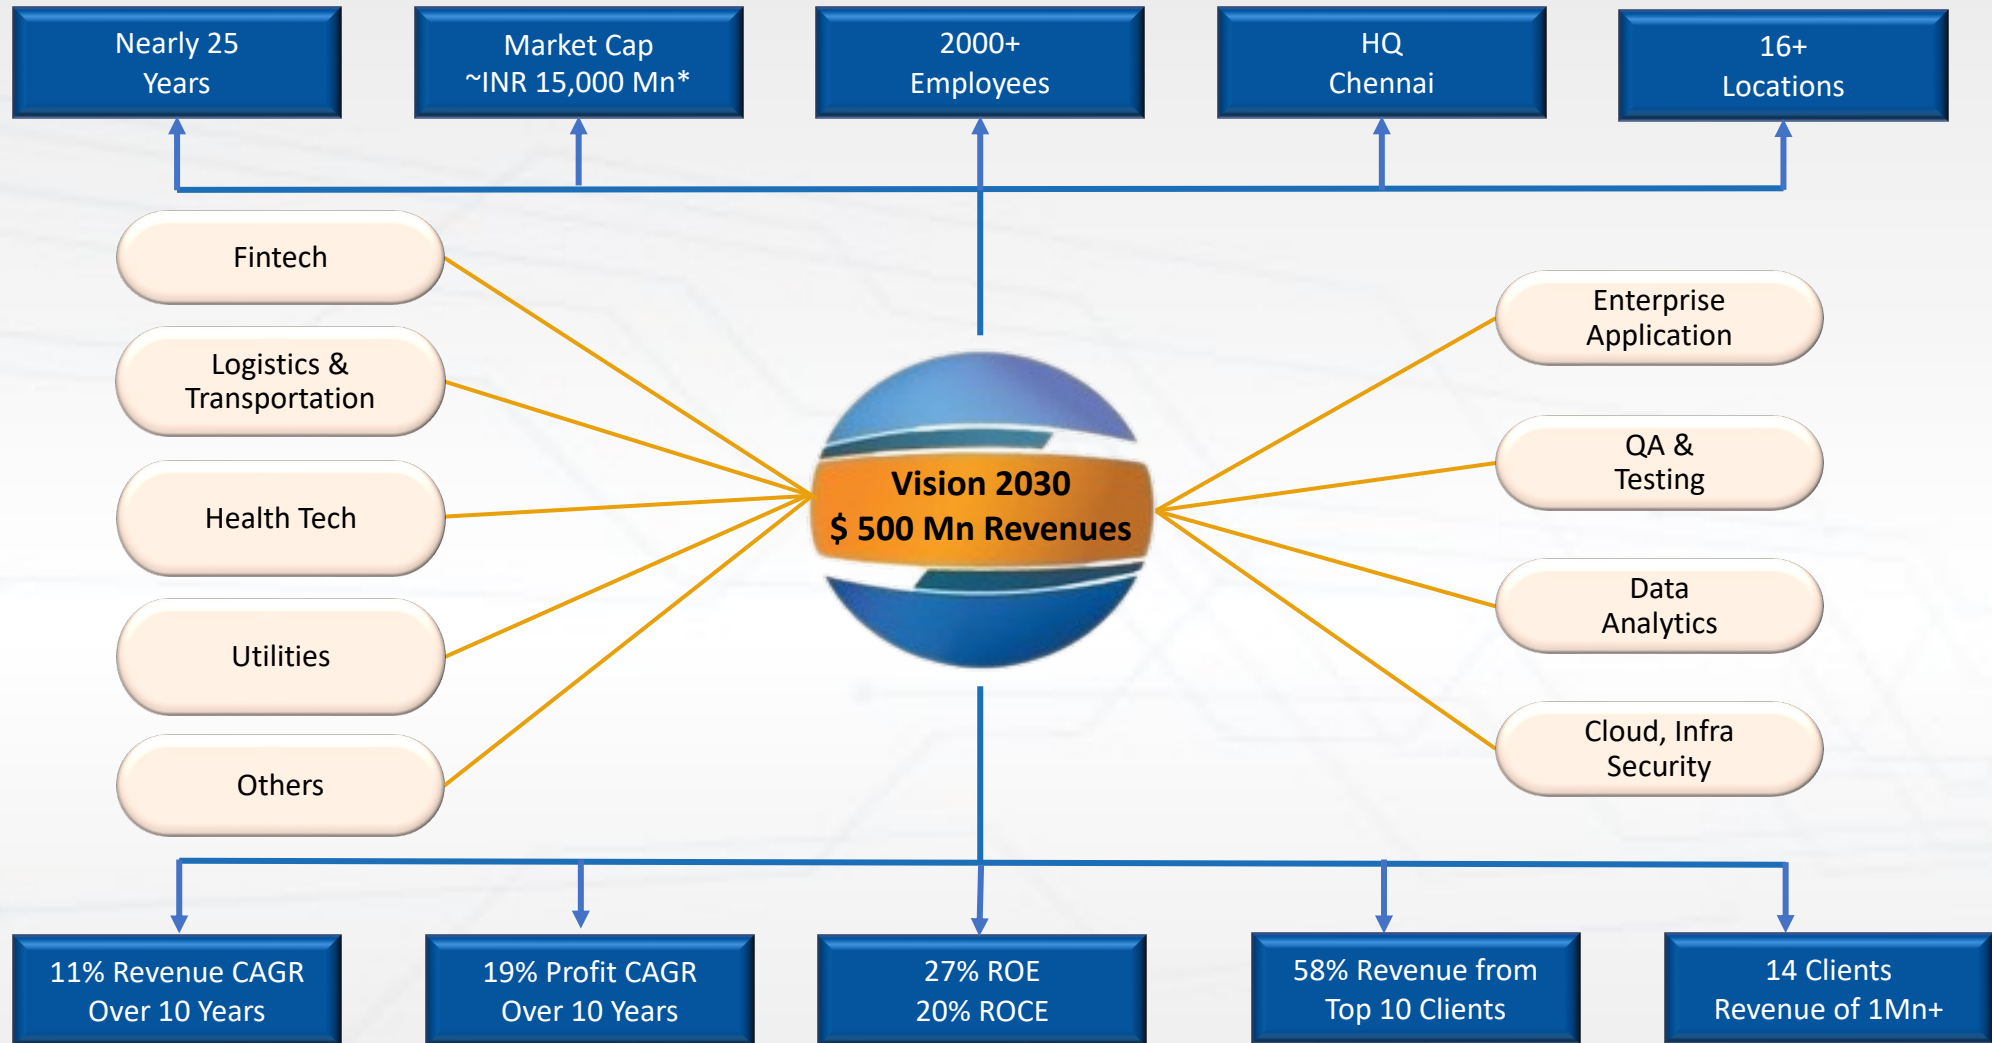 Nearly 25
Years
Market Cap
~INR 15,000 Mn*
2000+
Employees
HQ
Chennai
16+
Locations
Fintech
Logistics &
Transportation
Health Tech
Utilities
Others
Vision 2030
$ 500 Mn Revenues
Enterprise
Application
QA &
Testing
Data
Analytics
Cloud, Infra
Security
11% Revenue CAGR
Over 10 Years
19% Profit CAGR
Over 10 Years
27% ROE
20% ROCE
58% Revenue from
Top 10 Clients
14 Clients
Revenue of 1Mn+